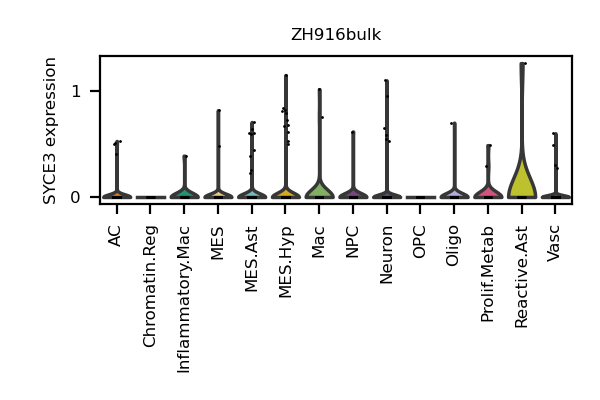 ZH916bulk
SYCE3 expression
1
0
AC
Chromatin.Reg
Inflammatory.Mac
MES
MES.Ast
MES.Hyp
Mac
NPC
Neuron
OPC
Oligo
Prolif.Metab
Reactive.Ast
Vasc